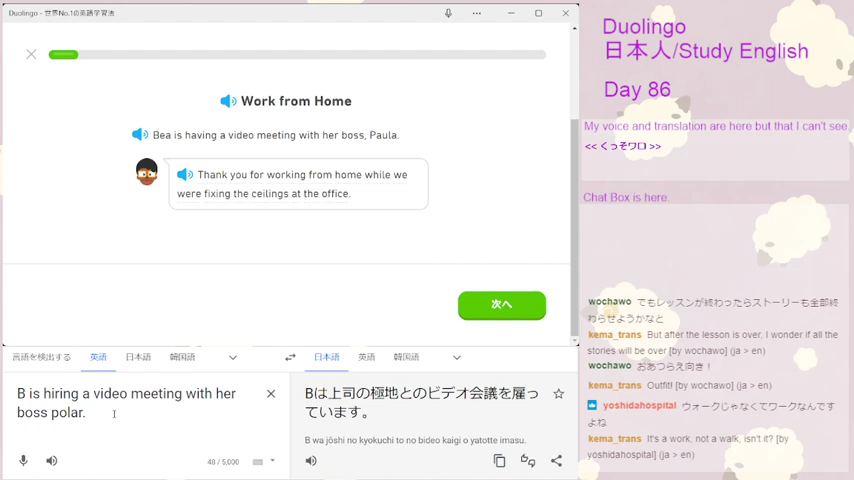 Duolingo - 世界No.1の英語学習法
Work from Home
Bea is having a video meeting with her boss, Paula.
Thank you for working from home while we
were fixing the ceilings at the office.
次へ
言語を検出する 英語 日本語 韓国語
日本語 英語 韓国語
B is hiring a video meeting with her
boss polar.
48 / 5,000
Bは上司の極地とのビデオ会議を雇っ
ています。
B wa jōshi no kyokuchi to no bideo kaigi o yatotte imasu.
Duolingo
日本人/Study English
Day 86
My voice and translation are here but that I can't see
<< くっそワロ >>
Chat Box is here.
wochawo でもレッスンが終わったらストーリーも全部終
わらせようかなと
kema_trans But after the lesson is over, I wonder if all the
stories will be over [by wochawo] (ja > en)
wochawo おあつらえ向き！
kema_trans Outfit! [by wochawo] (ja > en)
yoshidahospital ウォークじゃなくてワークなんです
よね
kema_trans It's a work, not a walk, isn't it? [by
yoshidahospital] (ja > en)